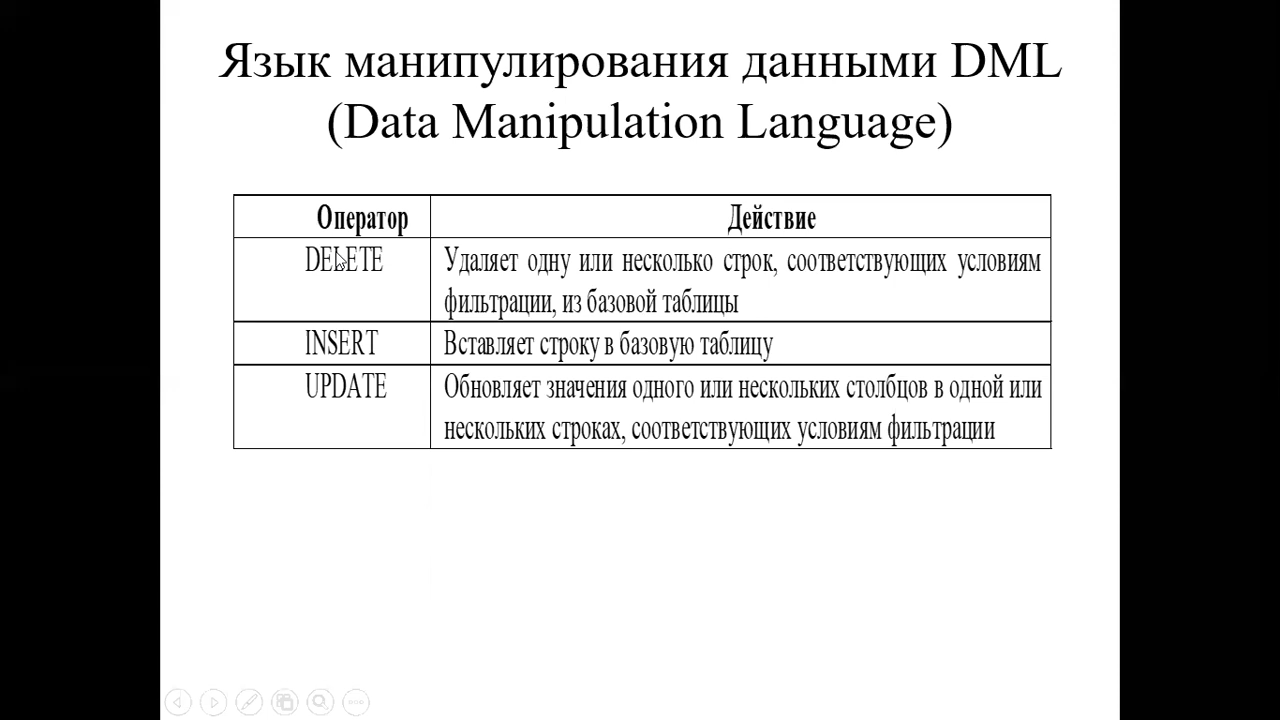 Язык манипулирования данными DML
(Data Manipulation Language)
Оператор Действие
DELETE Удаляет одну или несколько строк, соответствующих условиям
фильтрации, из базовой таблицы
INSERT Вставляет строку в базовую таблицу
UPDATE Обновляет значения одного или нескольких столбцов в одной или
нескольких строках, соответствующих условиям фильтрации